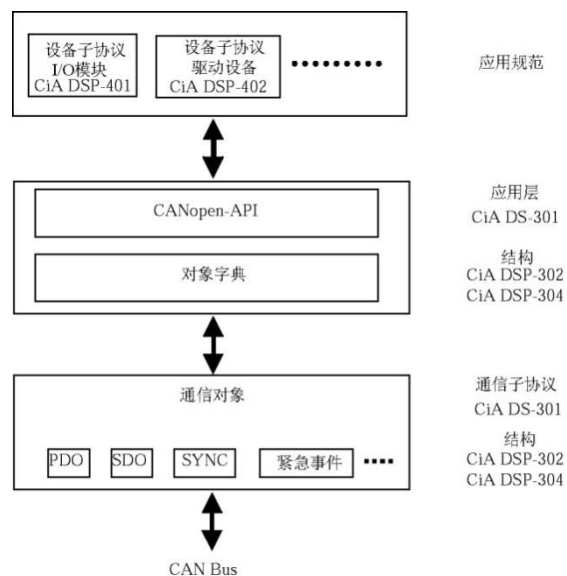 设备子协议
I/O模块
CiA DSP-401
设备子协议
驱动设备
CiA DSP-402
应用规范
CANopen-API
对象字典
应用层
CiA DS-301
结构
CiA DSP-302
CiA DSP-304
通信对象
PDO
SDO
SYNC
紧急事件
通信子协议
CiA DS-301
结构
CiA DSP-302
CiA DSP-304
CAN Bus